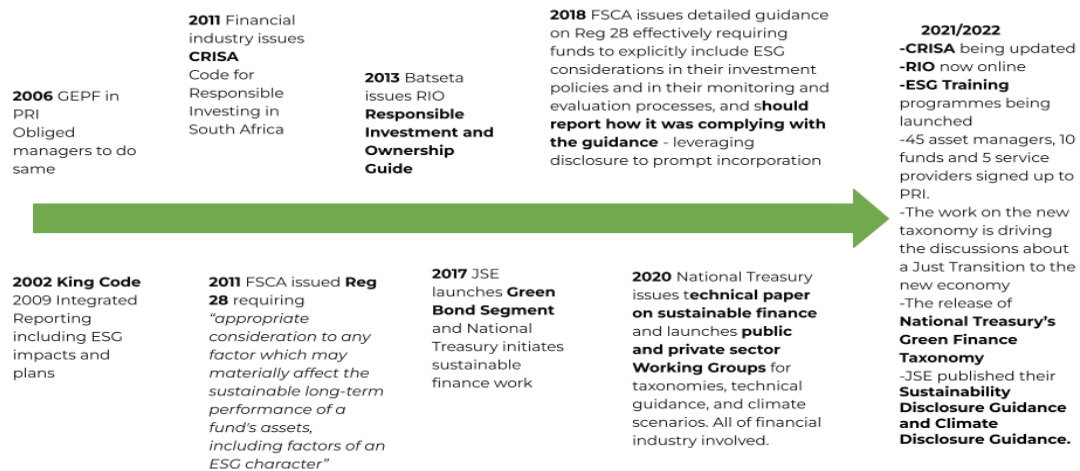 2006 GEPF in
PRI
Obliged
managers to do
same
2011 Financial
industry issues
CRISA
Code for
Responsible
Investing in
South Africa
2013 Batseta
issues RIO
Responsible
Investment and
Ownership
Guide
2018 FSCA issues detailed guidance
on Reg 28 effectively requiring
funds to explicitly include ESG
considerations in their investment
policies and in their monitoring and
evaluation processes, and should
report how it was complying with
the guidance - leveraging
disclosure to prompt incorporation
2021/2022
-CRISA being updated
-RIO now online
-ESG Training
programmes being
launched
-45 asset managers, 10
funds and 5 service
providers signed up to
PRI.
-The work on the new
taxonomy is driving
the discussions about
a Just Transition to the
new economy
-The release of
National Treasury's
Green Finance
Taxonomy
-JSE published their
Sustainability
Disclosure Guidance
and Climate
Disclosure Guidance.
2002 King Code
2009 Integrated
Reporting
including ESG
impacts and
plans
2011 FSCA issued Reg
28 requiring
“appropriate
consideration to any
factor which may
materially affect the
sustainable long-term
performance of a
fund's assets,
including factors of an
ESG character”
2017 JSE
launches Green
Bond Segment
and National
Treasury initiates
sustainable
finance work
2020 National Treasury
issues technical paper
on sustainable finance
and launches public
and private sector
Working Groups for
taxonomies, technical
guidance, and climate
scenarios. All of financial
industry involved.